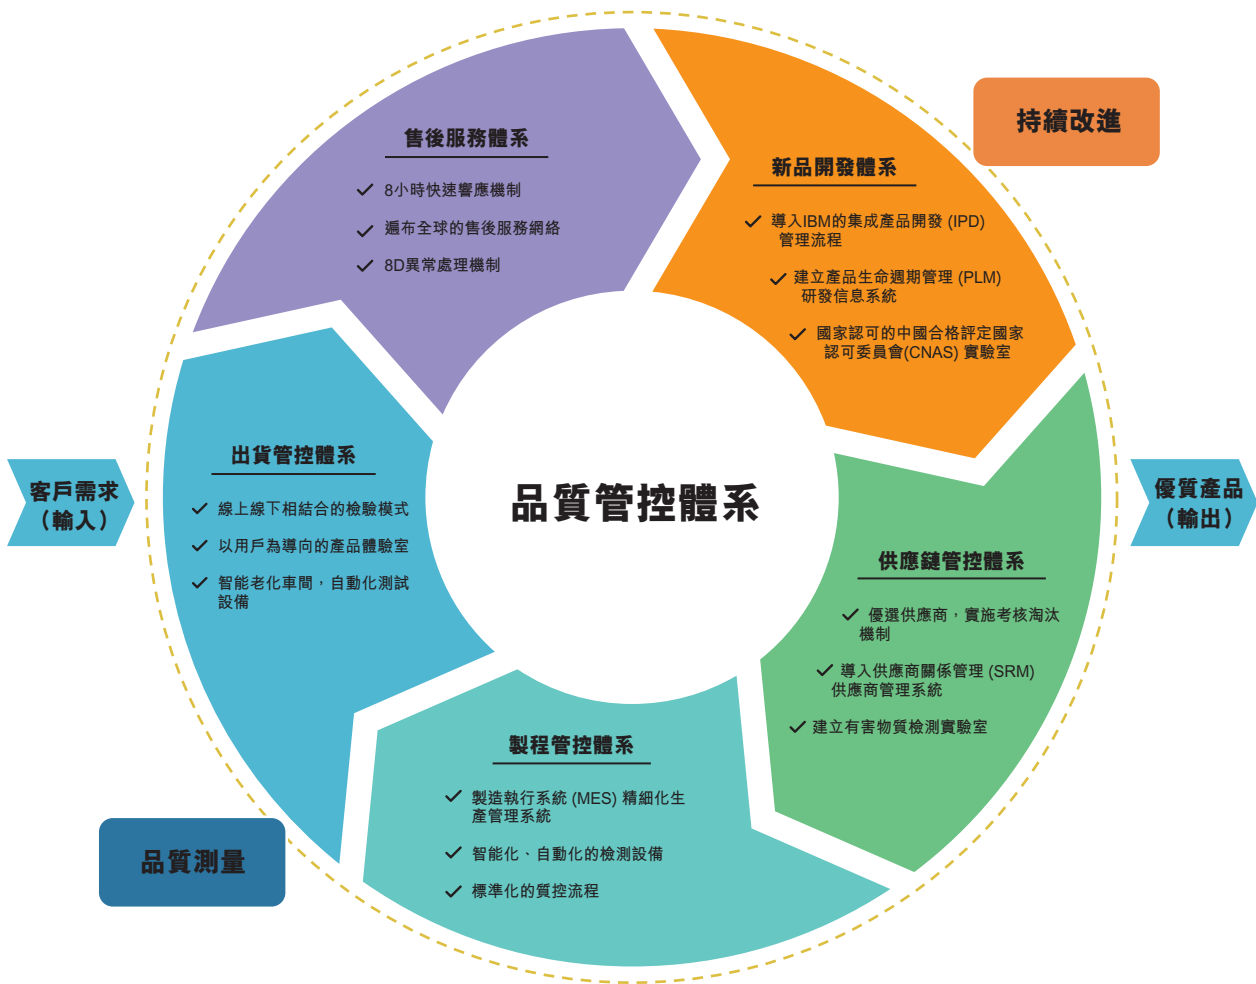 售後服務體系
8小時快速響應機制
遍布全球的售後服務網絡
8D異常處理機制
持續改進
新品開發體系
導入IBM的集成產品開發 (IPD)
管理流程
建立產品生命週期管理 (PLM)
研發信息系統
國家認可的中國合格評定國家
認可委員會(CNAS) 實驗室
客戶需求
（輸入）
出貨管控體系
線上線下相結合的檢驗模式
以用戶為導向的產品體驗室
智能老化車間，自動化測試
設備
品質管控體系
優質產品
（輸出）
供應鏈管控體系
優選供應商，實施考核淘汰
機制
導入供應商關係管理 (SRM)
供應商管理系統
建立有害物質檢測實驗室
製程管控體系
製造執行系統 (MES) 精細化生
產管理系統
智能化、自動化的檢測設備
標準化的質控流程
品質測量